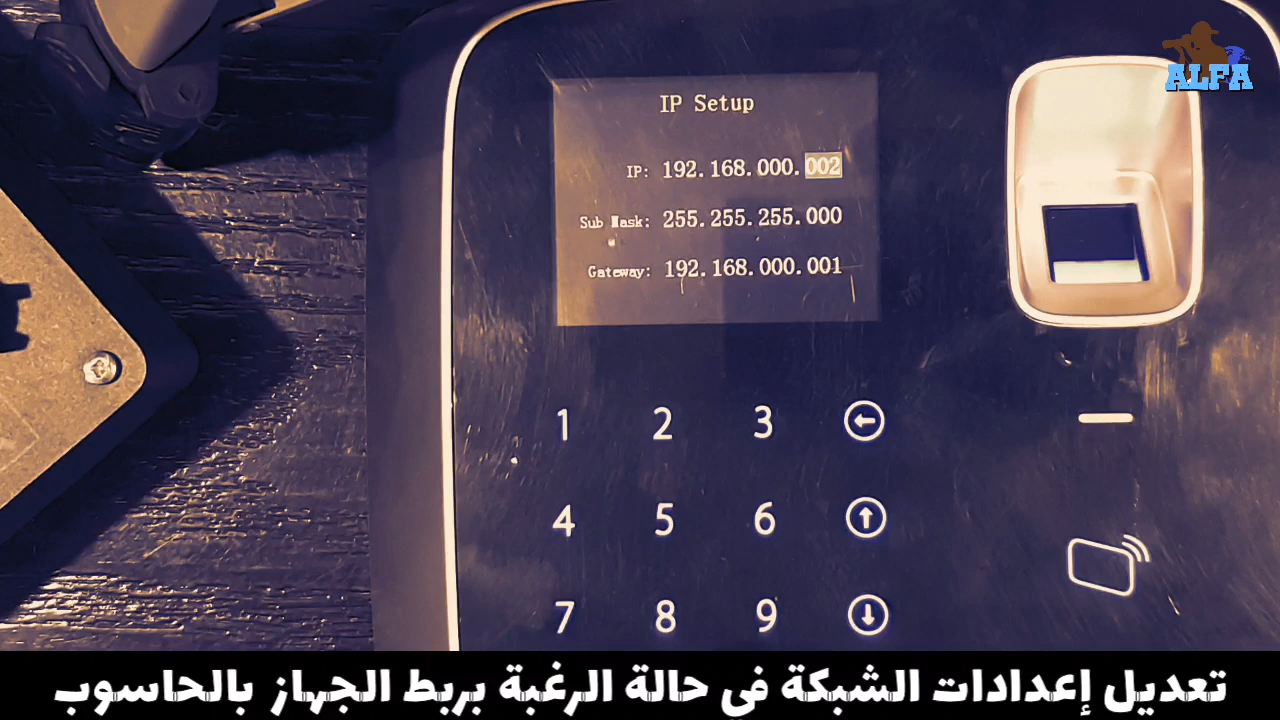 ALFA
IP Setup
IP: 192.168.000.002
Sub Mask: 255.255.255.000
Gateway: 192.168.000.001
1 2 3
4 5 6
7 8 9
تعديل إعدادات الشبكة في حالة الرغبة بربط الجهاز بالحاسوب